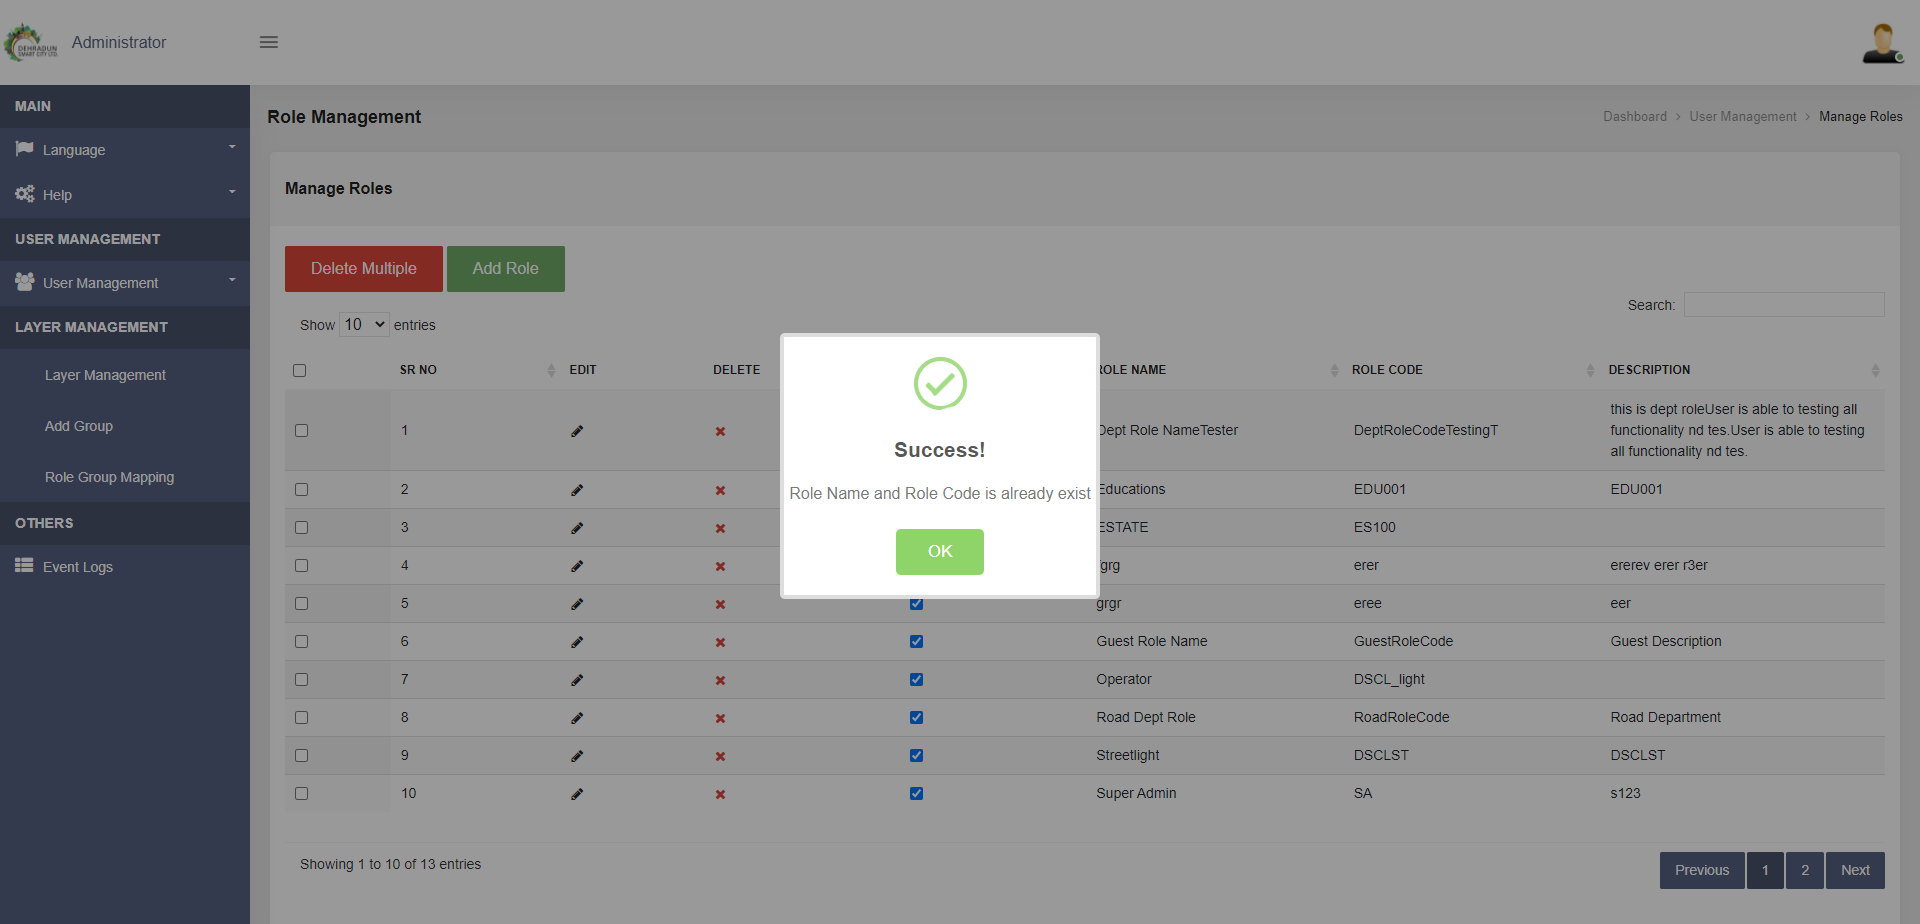 DEHRADUN
SMART CITY LTD.
Administrator
MAIN
Language
Help
USER MANAGEMENT
User Management
LAYER MANAGEMENT
Layer Management
Add Group
Role Group Mapping
OTHERS
Event Logs
Role Management
Dashboard > User Management > Manage Roles
Manage Roles
Delete Multiple Add Role
Search:
Show 10 entries
SR NO EDIT DELETE ROLE NAME ROLE CODE DESCRIPTION
1 Dept Role NameTester DeptRoleCodeTestingT this is dept roleUser is able to testing all
functionality nd tes.User is able to testing
all functionality nd tes.
2 Educations EDU001 EDU001
3 ESTATE ES100
4 grg erer ererev erer r3er
5 grgr eree eer
6 Guest Role Name GuestRoleCode Guest Description
7 Operator DSCL_light
8 Road Dept Role RoadRoleCode Road Department
9 Streetlight DSCLST DSCLST
10 Super Admin SA s123
Success!
Role Name and Role Code is already exist
OK
Showing 1 to 10 of 13 entries
Previous 1 2 Next